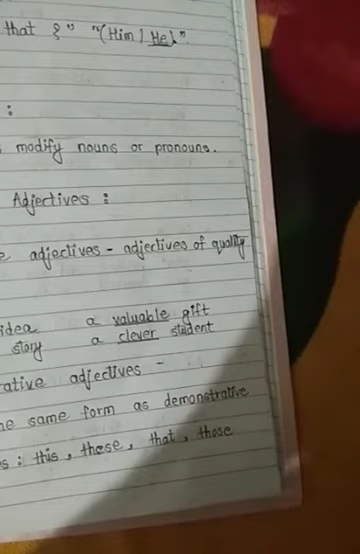 that ? " "(Him / He)."
:
modify nouns or pronouns.
Adjectives :
adjectives - adjectives of quality
idea a valuable gift
story a clever student
rative adjectives -
same form as demonstrative
s : this, these, that, those